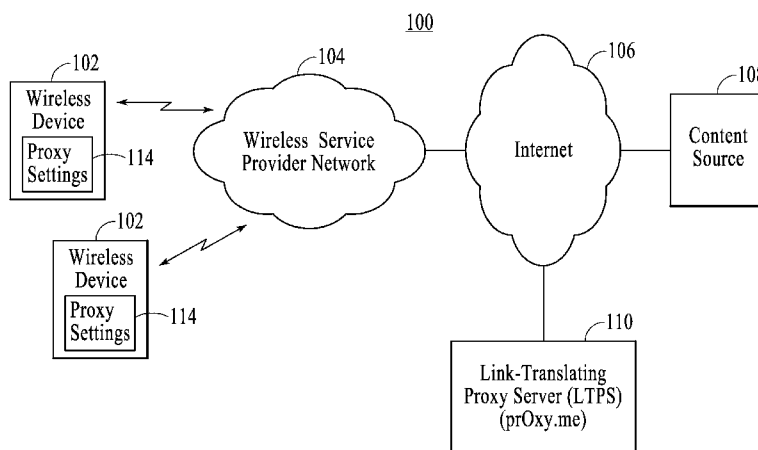 100
102
Wireless
Device
Proxy
Settings
114
104
Wireless Service
Provider Network
106
Internet
108
Content
Source
102
Wireless
Device
Proxy
Settings
114
110
Link-Translating
Proxy Server (LTPS)
(prOxy.me)